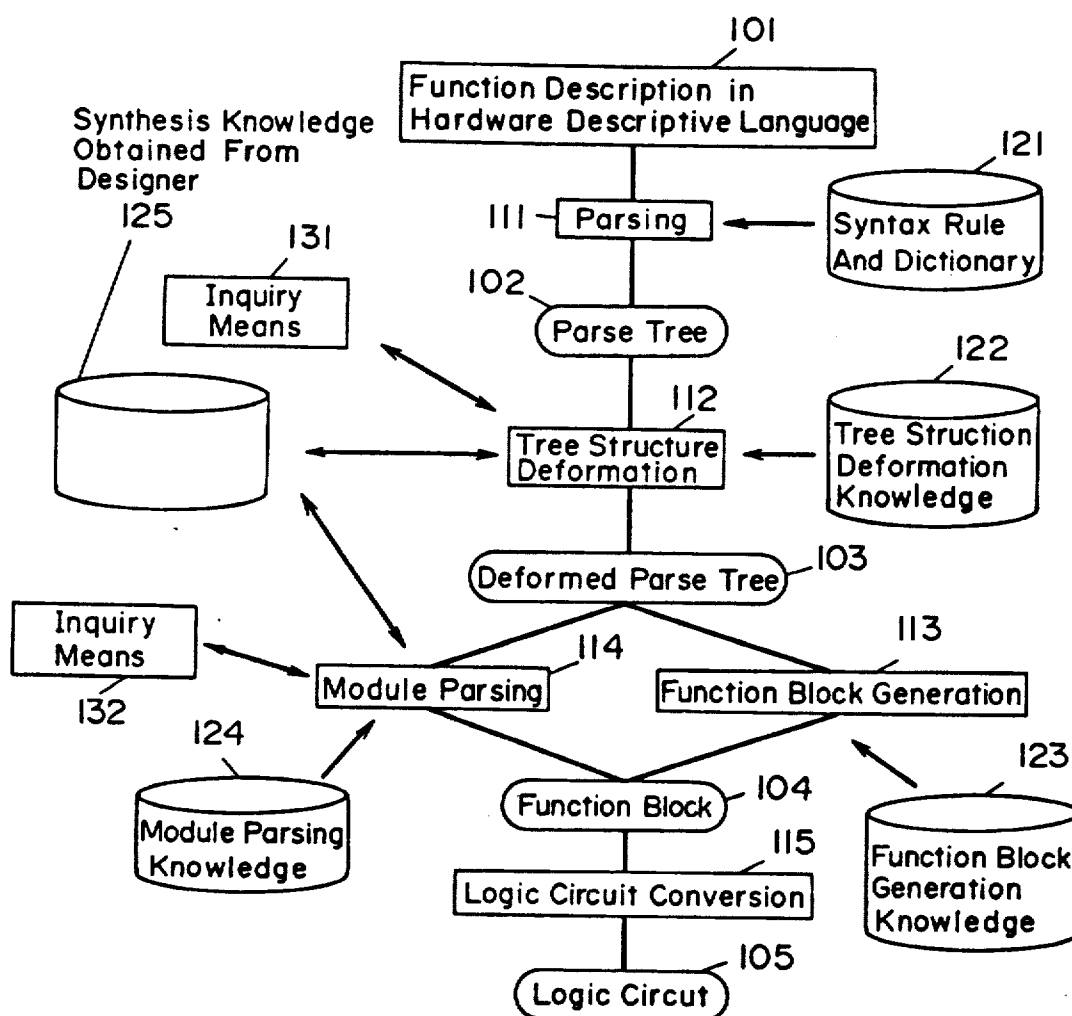 101
Function Description in
Hardware Descriptive Language
Synthesis Knowledge
Obtained From
Designer
125
121
Syntax Rule
And Dictionary
111
Parsing
131
Inquiry
Means
102
Parse Tree
122
Tree Struction
Deformation
Knowledge
112
Tree Structure
Deformation
103
Deformed Parse Tree
Inquiry
Means
132
114
Module Parsing
113
Function Block Generation
124
Module Parsing
Knowledge
104
Function Block
123
Function Block
Generation
Knowledge
115
Logic Circuit Conversion
105
Logic Circut